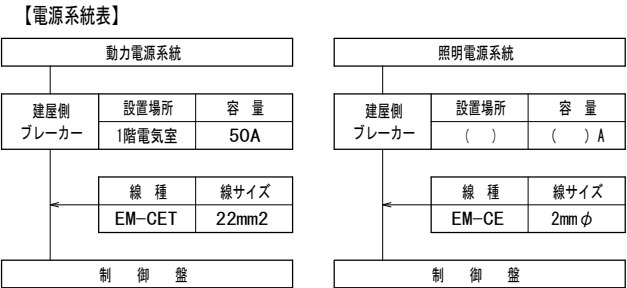 【電源系統表】
動力電源系統
建屋側
ブレーカー
設置場所
容 量
1階電気室
50A
線 種
線サイズ
EM-CET
22mm2
制 御 盤
照明電源系統
建屋側
ブレーカー
設置場所
容 量
( )
( ) A
線 種
線サイズ
EM-CE
2mmφ
制 御 盤